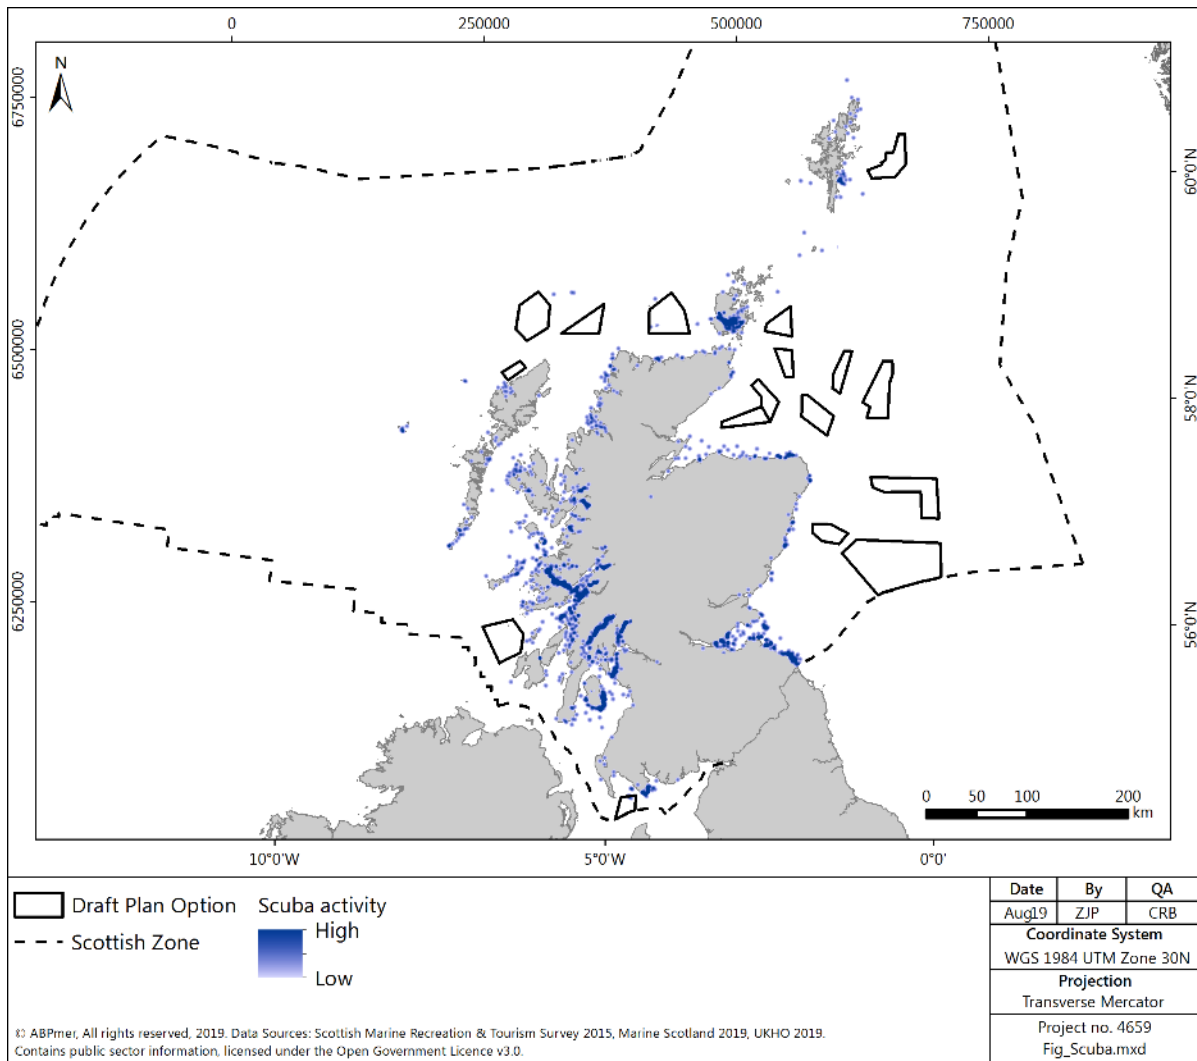 0 250000 500000 750000
N
6750000
6500000
6250000
60°0'N
58°0'N
56°0'N
0 50 100 200
km
10°0'W 5°0'W 0°0'
Draft Plan Option
Scottish Zone
Scuba activity
High
Low
Date By QA
Aug19 ZJP CRB
Coordinate System
WGS 1984 UTM Zone 30N
Projection
Transverse Mercator
Project no. 4659
Fig_Scuba.mxd
© ABPmer, All rights reserved, 2019. Data Sources: Scottish Marine Recreation & Tourism Survey 2015, Marine Scotland 2019, UKHO 2019.
Contains public sector information, licensed under the Open Government Licence v3.0.